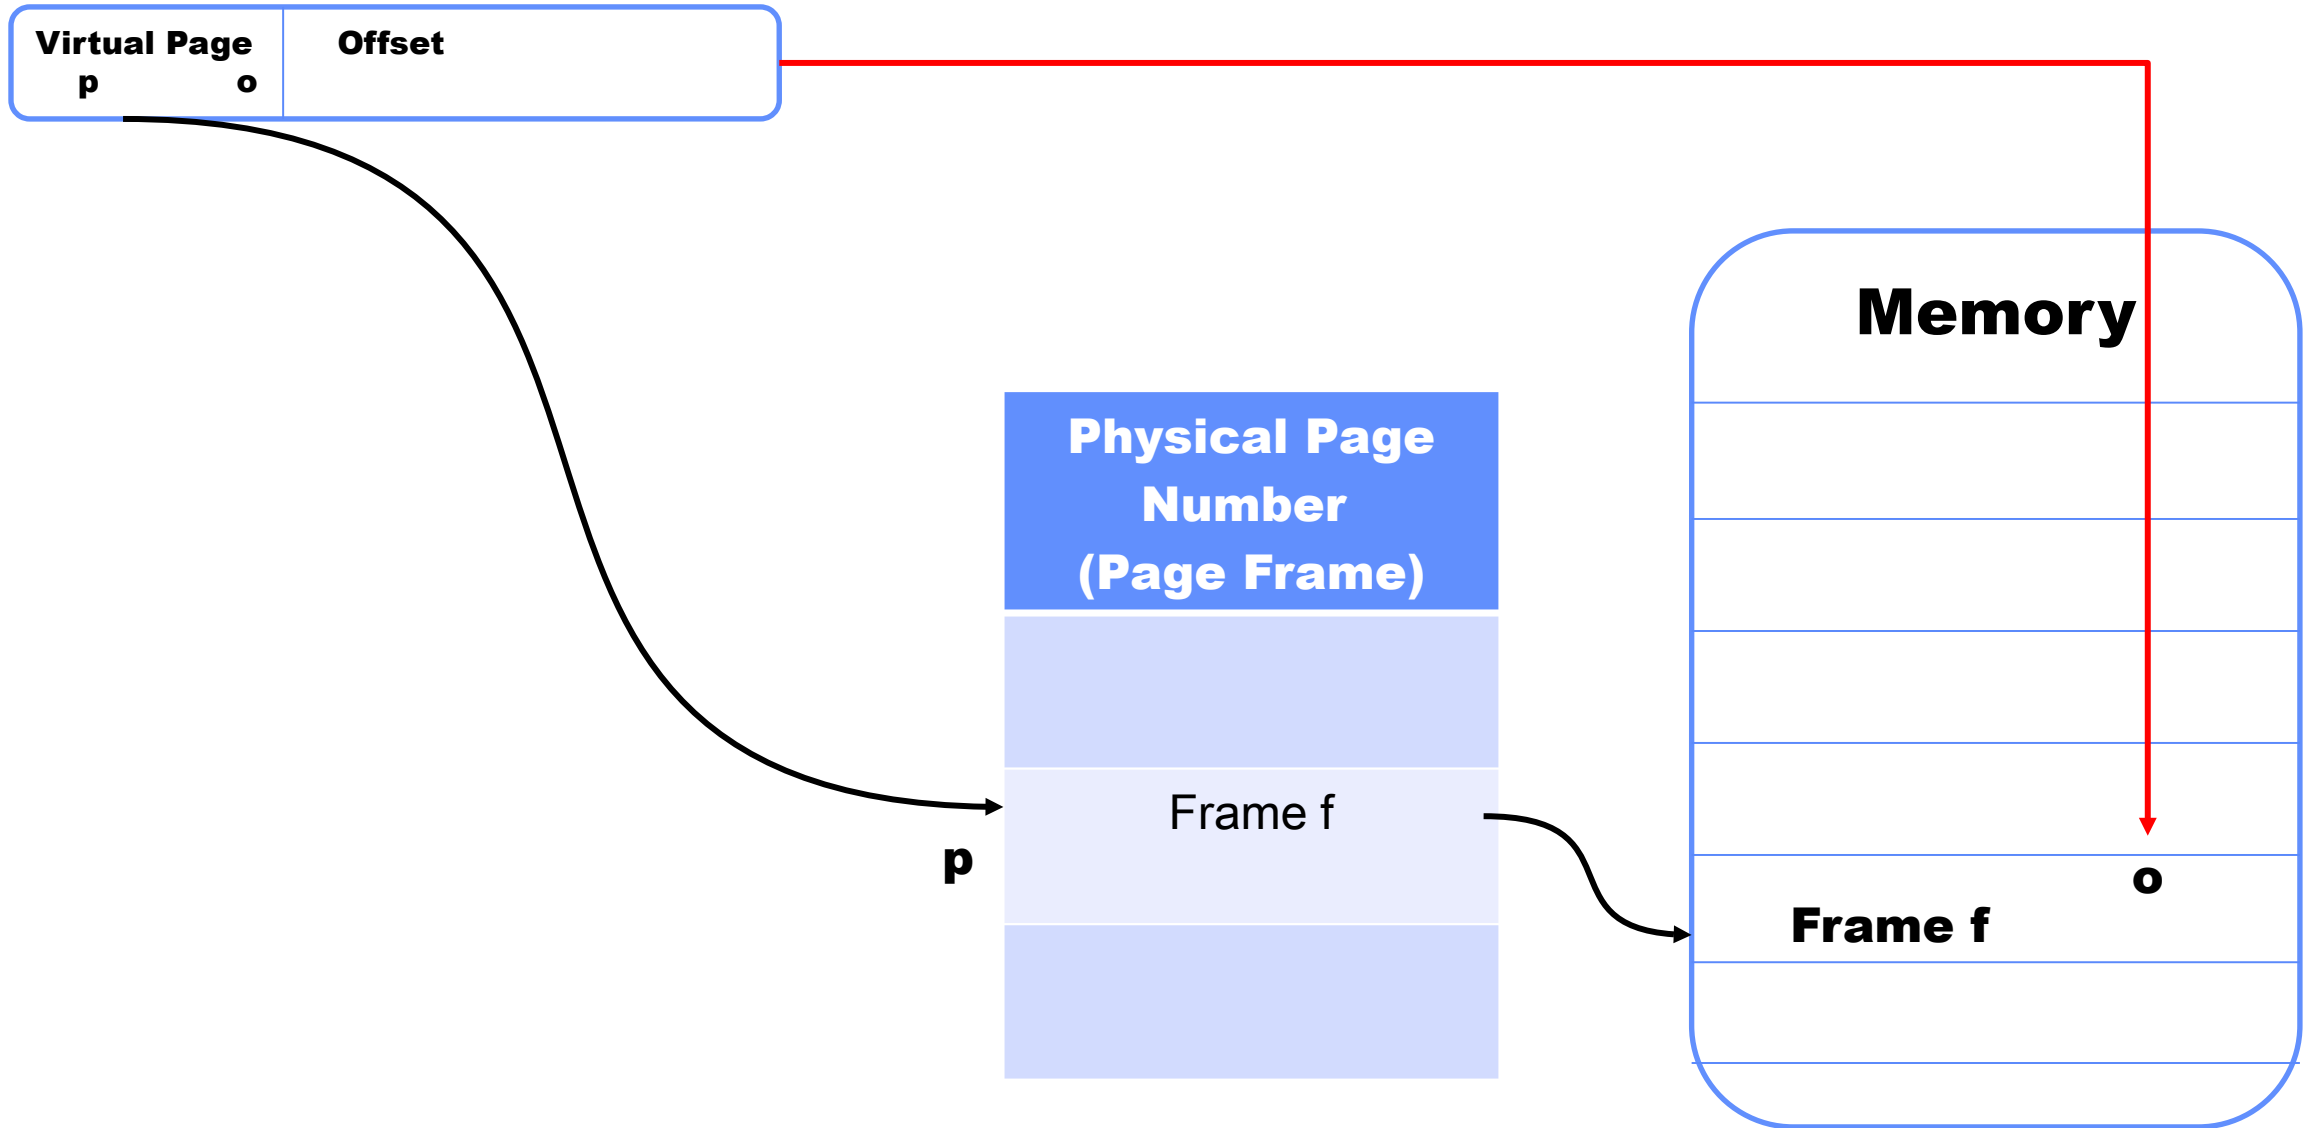 Virtual Page Offset
p o
Memory
Physical Page
Number
(Page Frame)
Frame f
p
o
Frame f